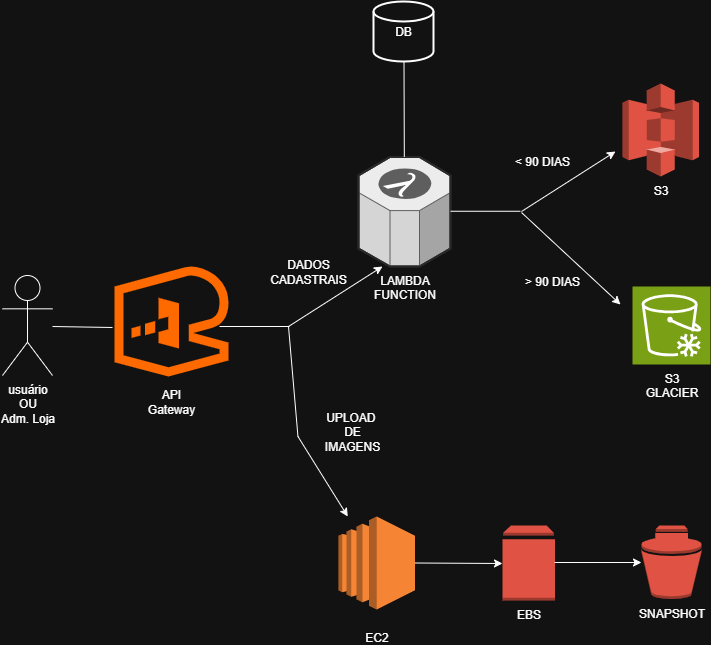 DB
< 90 DIAS
S3
DADOS
CADASTRAIS
LAMBDA
FUNCTION
> 90 DIAS
usuário
OU
Adm. Loja
API
Gateway
S3
GLACIER
UPLOAD
DE
IMAGENS
EC2
EBS
SNAPSHOT